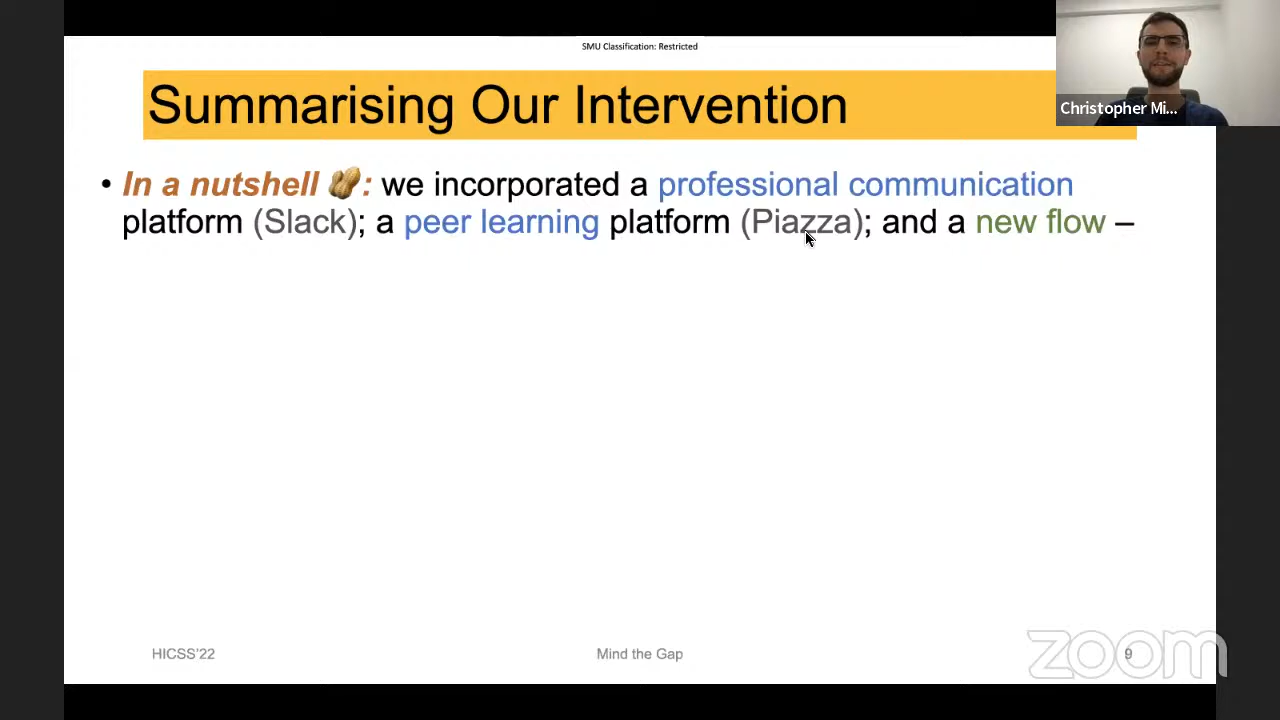 SMU Classification: Restricted
Summarising Our Intervention
Christopher Mi...
• In a nutshell 🥜: we incorporated a professional communication
platform (Slack); a peer learning platform (Piazza); and a new flow –
HICSS'22
Mind the Gap
9
zoom